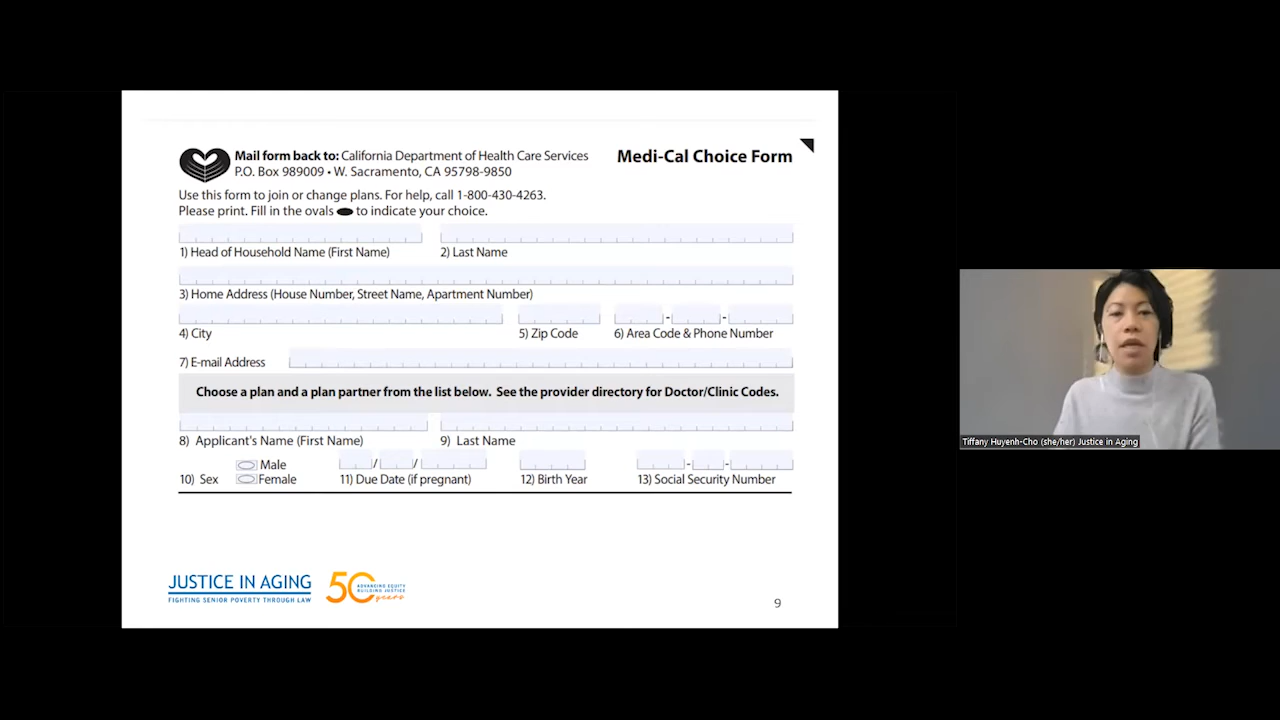 Mail form back to: California Department of Health Care Services
P.O. Box 989009 • W. Sacramento, CA 95798-9850
Medi-Cal Choice Form
Use this form to join or change plans. For help, call 1-800-430-4263.
Please print. Fill in the ovals to indicate your choice.
1) Head of Household Name (First Name)
2) Last Name
3) Home Address (House Number, Street Name, Apartment Number)
4) City
5) Zip Code
6) Area Code & Phone Number
7) E-mail Address
Choose a plan and a plan partner from the list below. See the provider directory for Doctor/Clinic Codes.
8) Applicant's Name (First Name)
9) Last Name
10) Sex
Male
Female
11) Due Date (if pregnant)
12) Birth Year
13) Social Security Number
JUSTICE IN AGING
FIGHTING SENIOR POVERTY THROUGH LAW
50 years
ADVANCING EQUITY
BUILDING JUSTICE
9
Tiffany Huyenh-Cho (she/her) Justice in Aging